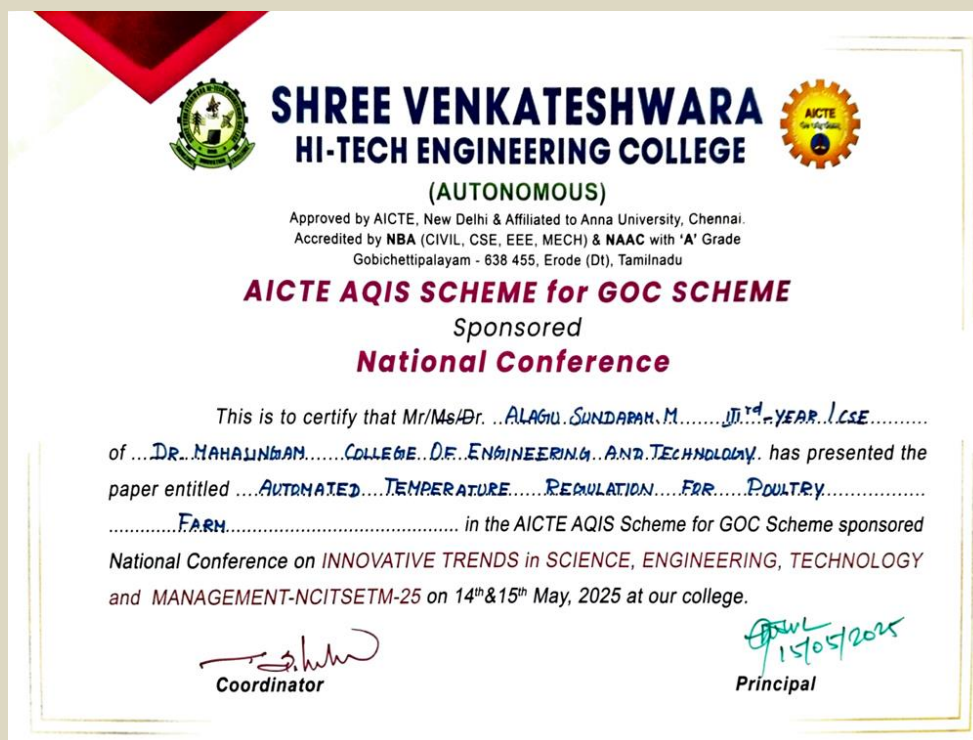 SHREE VENKATESHWARA
HI-TECH ENGINEERING COLLEGE
AICTE
(AUTONOMOUS)
Approved by AICTE, New Delhi & Affiliated to Anna University, Chennai.
Accredited by NBA (CIVIL, CSE, EEE, MECH) & NAAC with 'A' Grade
Gobichettipalayam - 638 455, Erode (Dt), Tamilnadu
AICTE AQIS SCHEME for GOC SCHEME
Sponsored
National Conference
This is to certify that Mr/Ms/Dr. ..ALAGU.SUNDARAM.M.......III.rd-YEAR./CSE..........
of ...DR..MAHALINGAM......COLLEGE..OF..ENGINEERING..AND.TECHNOLOGY. has presented the
paper entitled ....AUTOMATED....TEMPERATURE.....REGULATION....FOR....POULTRY..................
............FARM......................................... in the AICTE AQIS Scheme for GOC Scheme sponsored
National Conference on INNOVATIVE TRENDS in SCIENCE, ENGINEERING, TECHNOLOGY
and MANAGEMENT-NCITSETM-25 on 14th&15th May, 2025 at our college.
15/05/2025
Coordinator
Principal